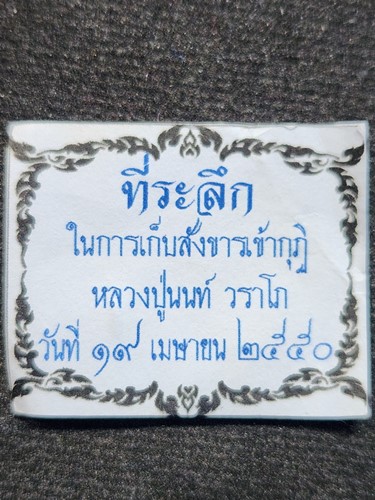 ที่ระลึก
ในการเก็บสังขารเข้ากุฏิ
หลวงปู่นนท์ วราโภ
วันที่ ๑๙ เมษายน ๒๕๕๐